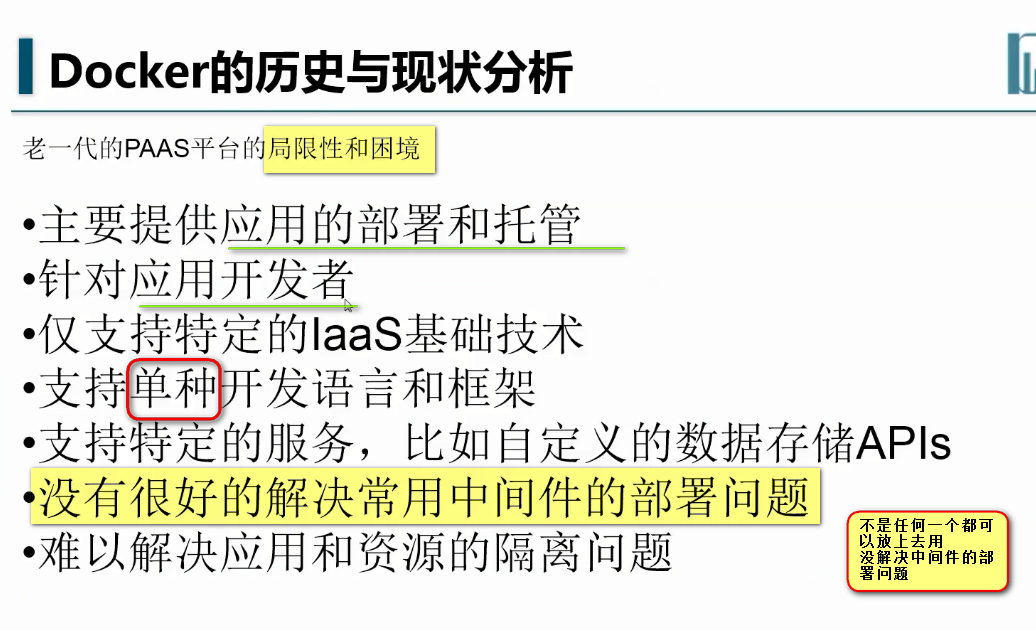 Docker的历史与现状分析
老一代的PAAS平台的局限性和困境
•主要提供应用的部署和托管
•针对应用开发者
•仅支持特定的IaaS基础技术
•支持单种开发语言和框架
•支持特定的服务，比如自定义的数据存储APIs
•没有很好的解决常用中间件的部署问题
•难以解决应用和资源的隔离问题
不是任何一个都可
以放上去用
没解决中间件的部
署问题